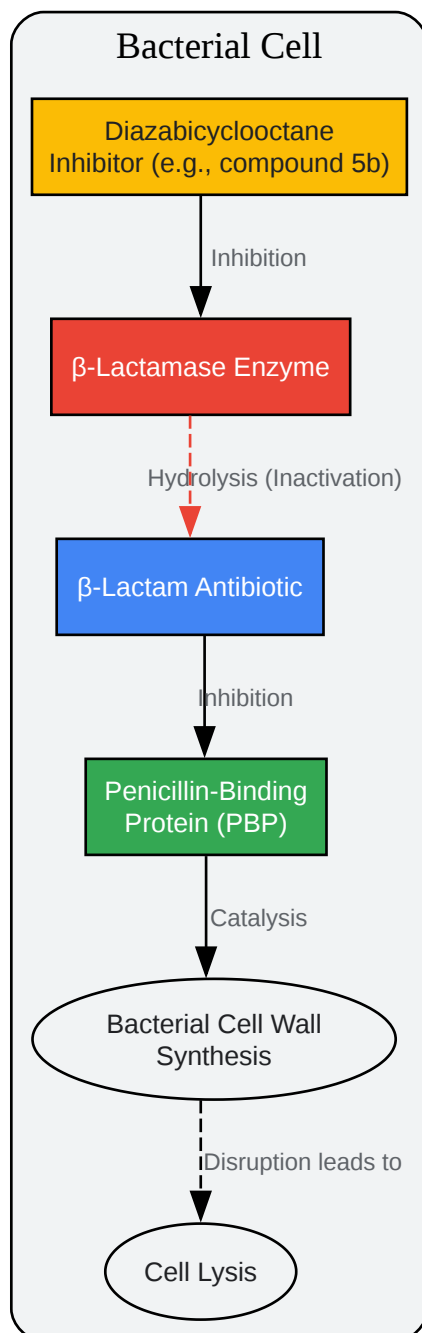 Bacterial Cell
Diazabicyclooctane
Inhibitor (e.g., compound 5b)
Inhibition
β-Lactamase Enzyme
Hydrolysis (Inactivation)
β-Lactam Antibiotic
Inhibition
Penicillin-Binding
Protein (PBP)
Catalysis
Bacterial Cell Wall
Synthesis
Disruption leads to
Cell Lysis